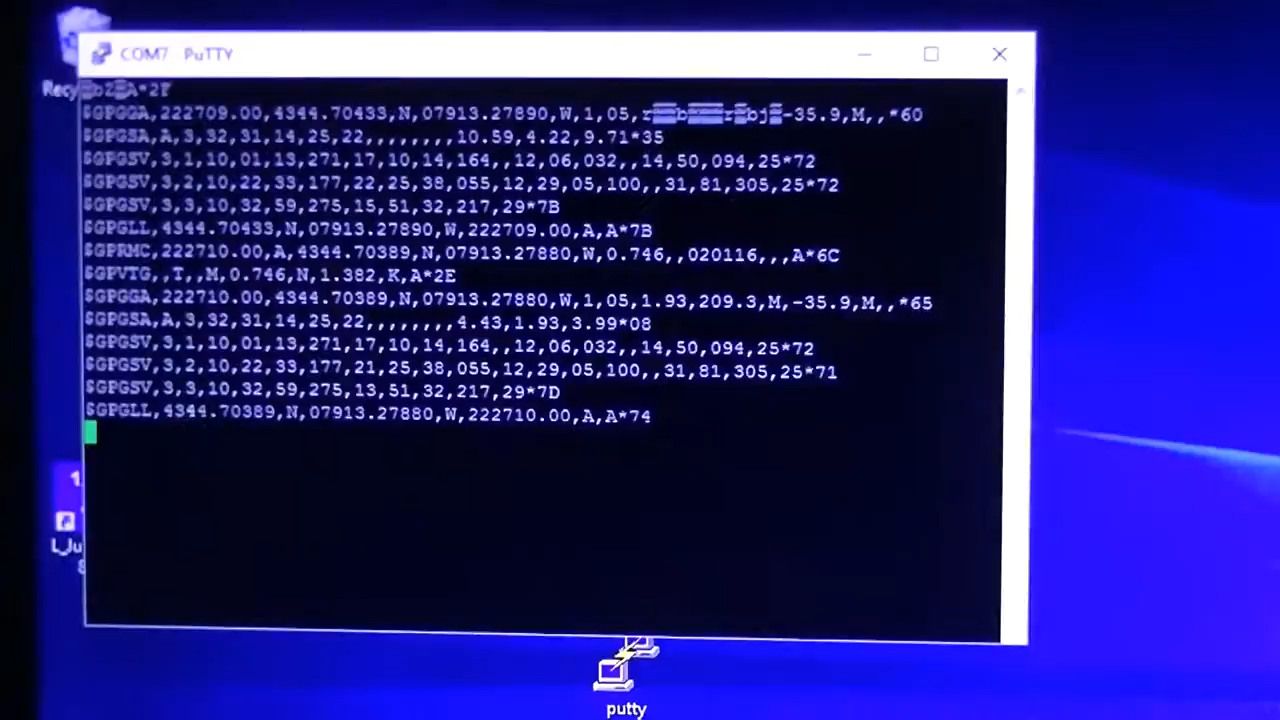 COM7 - PuTTY
Recy
b2 A*2F
$GPGGA,222709.00,4344.70433,N,07913.27890,W,1,05,r b r bj -35.9,M,,*60
$GPGSA,A,3,32,31,14,25,22,,,,,,,,10.59,4.22,9.71*35
$GPGSV,3,1,10,01,13,271,17,10,14,164,,12,06,032,,14,50,094,25*72
$GPGSV,3,2,10,22,33,177,22,25,38,055,12,29,05,100,,31,81,305,25*72
$GPGSV,3,3,10,32,59,275,15,51,32,217,29*7B
$GPGLL,4344.70433,N,07913.27890,W,222709.00,A,A*7B
$GPRMC,222710.00,A,4344.70389,N,07913.27880,W,0.746,,020116,,,A*6C
$GPVTG,,T,,M,0.746,N,1.382,K,A*2E
$GPGGA,222710.00,4344.70389,N,07913.27880,W,1,05,1.93,209.3,M,-35.9,M,,*65
$GPGSA,A,3,32,31,14,25,22,,,,,,,,4.43,1.93,3.99*08
$GPGSV,3,1,10,01,13,271,17,10,14,164,,12,06,032,,14,50,094,25*72
$GPGSV,3,2,10,22,33,177,21,25,38,055,12,29,05,100,,31,81,305,25*71
$GPGSV,3,3,10,32,59,275,13,51,32,217,29*7D
$GPGLL,4344.70389,N,07913.27880,W,222710.00,A,A*74
putty